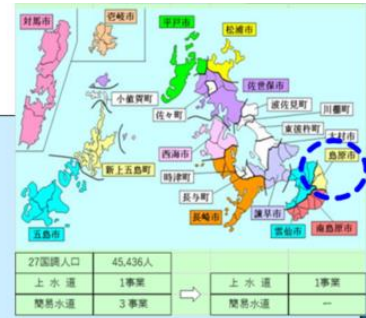 対馬市
壱岐市
平戸市
松浦市
佐世保市
小値賀町
佐々町
波佐見町
川棚町
東彼杵町
大村市
西海市
島原市
新上五島町
時津町
長与町
五島市
長崎市
諫早市
雲仙市
南島原市
27国調人口 45,436人
上水道 1事業 上水道 1事業
簡易水道 3事業 簡易水道 --